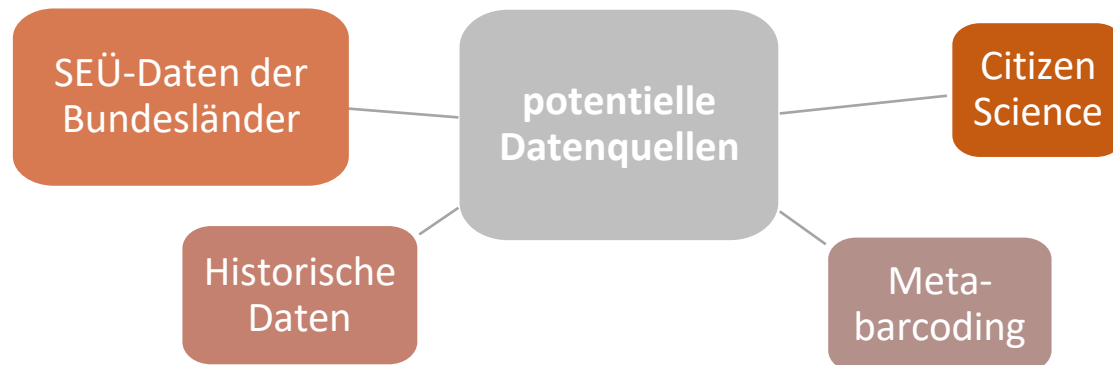 SEÜ-Daten der
Bundesländer
potentielle
Datenquellen
Citizen
Science
Historische
Daten
Meta-
barcoding